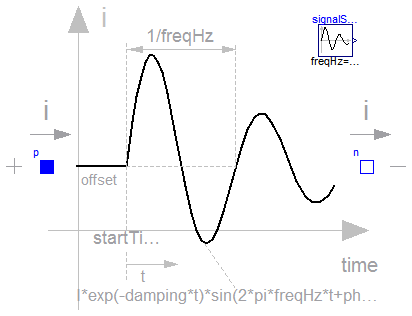 signalS...
i
1/freqHz
freqHz=...
i
i
p
n
offset
startTi...
time
t
I*exp(-damping*t)*sin(2*pi*freqHz*t+ph...